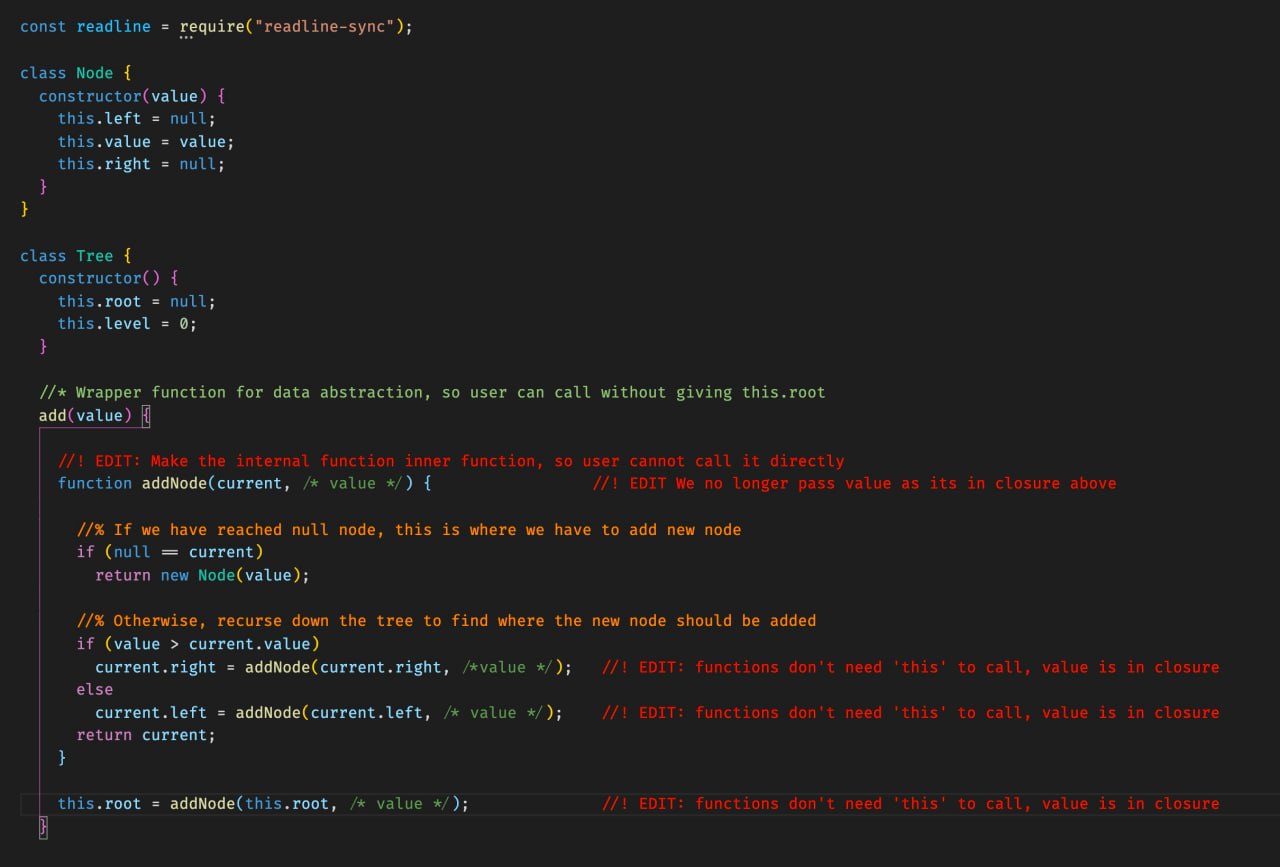 const readline = require("readline-sync");
class Node {
constructor(value) {
this.left = null;
this.value = value;
this.right = null;
}
}
class Tree {
constructor() {
this.root = null;
this.level = 0;
}
//* Wrapper function for data abstraction, so user can call without giving this.root
add(value) {
//! EDIT: Make the internal function inner function, so user cannot call it directly
function addNode(current, /* value */) { //! EDIT We no longer pass value as its in closure above
//% If we have reached null node, this is where we have to add new node
if (null == current)
return new Node(value);
//% Otherwise, recurse down the tree to find where the new node should be added
if (value > current.value)
current.right = addNode(current.right, /*value */); //! EDIT: functions don't need 'this' to call, value is in closure
else
current.left = addNode(current.left, /* value */); //! EDIT: functions don't need 'this' to call, value is in closure
return current;
}
this.root = addNode(this.root, /* value */); //! EDIT: functions don't need 'this' to call, value is in closure
}